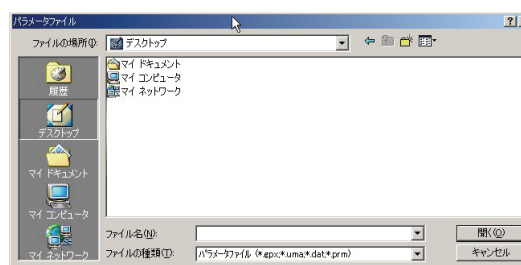 パラメータファイル
ファイルの場所(I):
デスクトップ
マイ ドキュメント
マイ コンピュータ
マイ ネットワーク
履歴
デスクトップ
マイ ドキュメント
マイ コンピュータ
マイ ネットワーク
ファイル名(N):
開く(O)
ファイルの種類(T):
パラメータファイル (*.epx;*.uma;*.dat;*.prm)
キャンセル